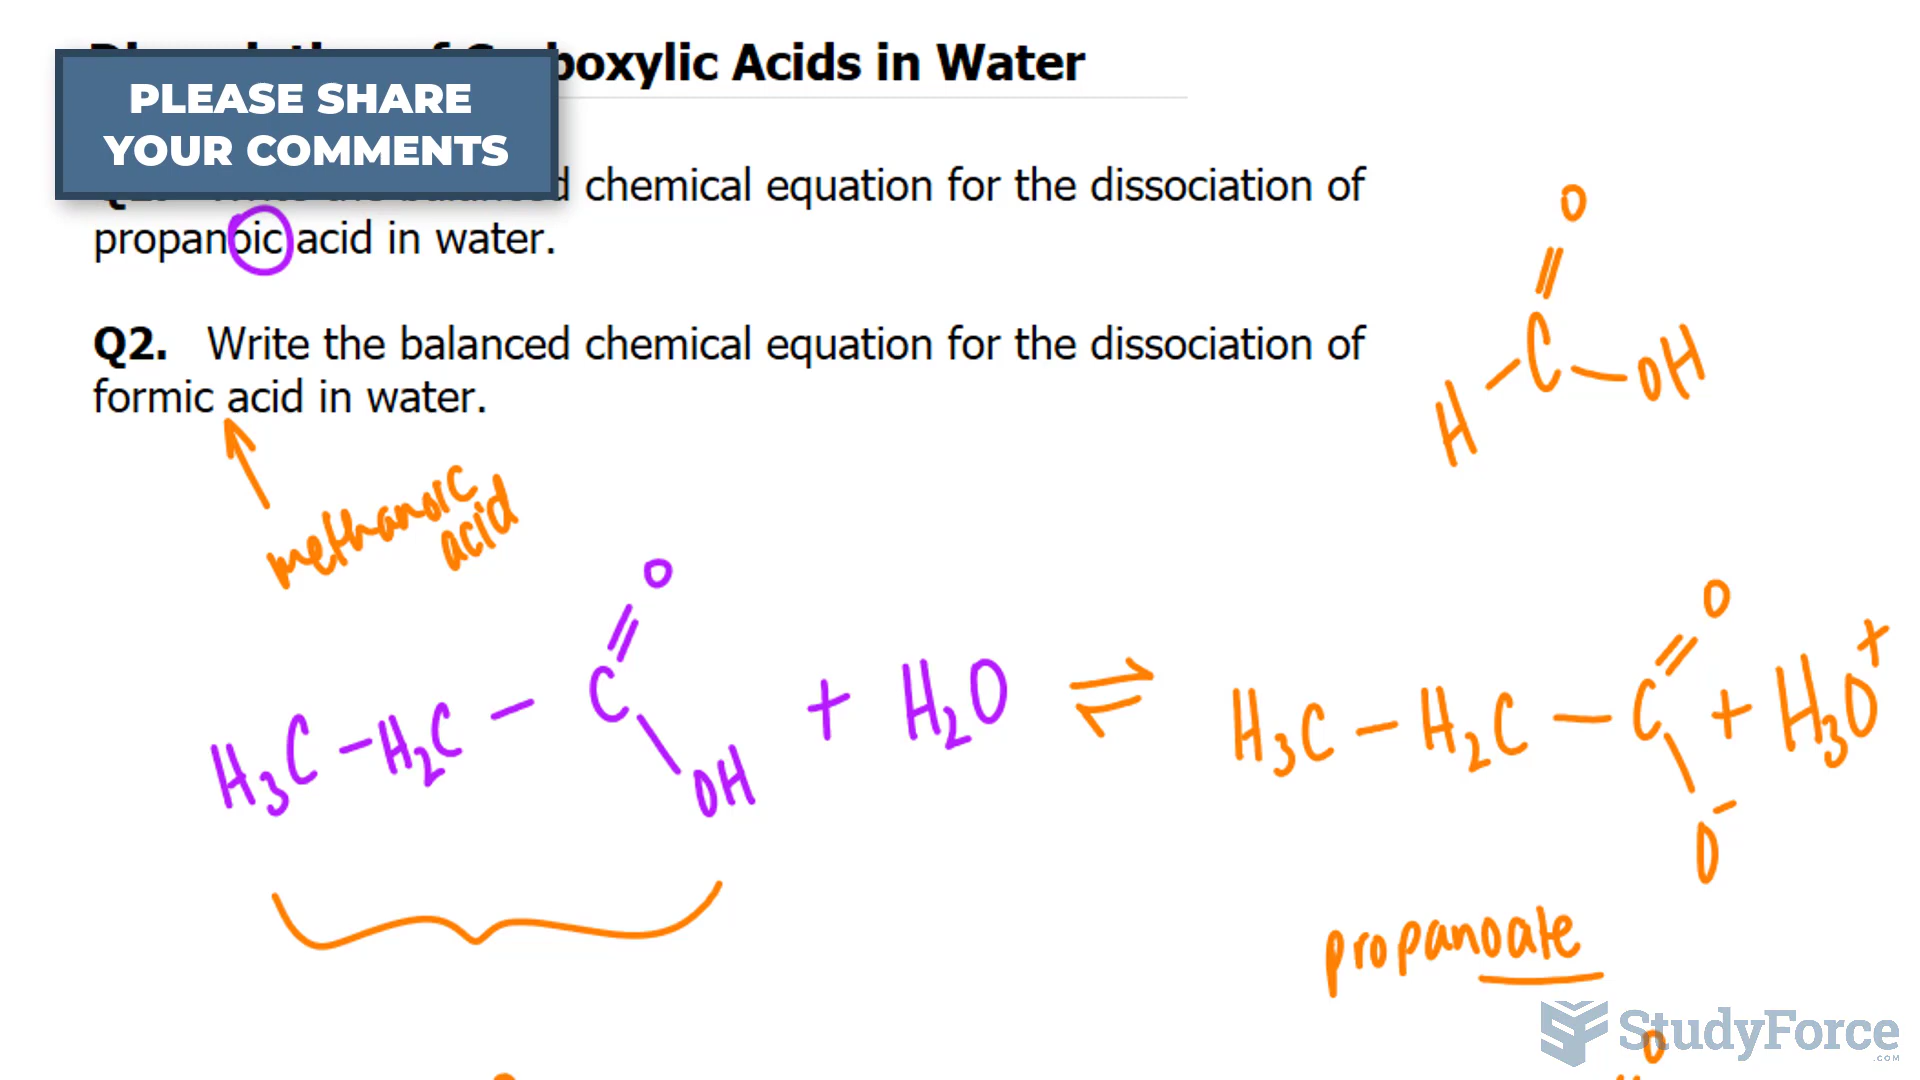 boxylic Acids in Water
PLEASE SHARE
YOUR COMMENTS
chemical equation for the dissociation of
propanoic acid in water.
Q2. Write the balanced chemical equation for the dissociation of
formic acid in water.
O
H C OH
methanoic
acid
O
H₃C - H₂C - C
OH
+ H₂O ⇌
O
H₃C - H₂C - C + H₃O⁺
O⁻
propanoate
StudyForce
.COM
O